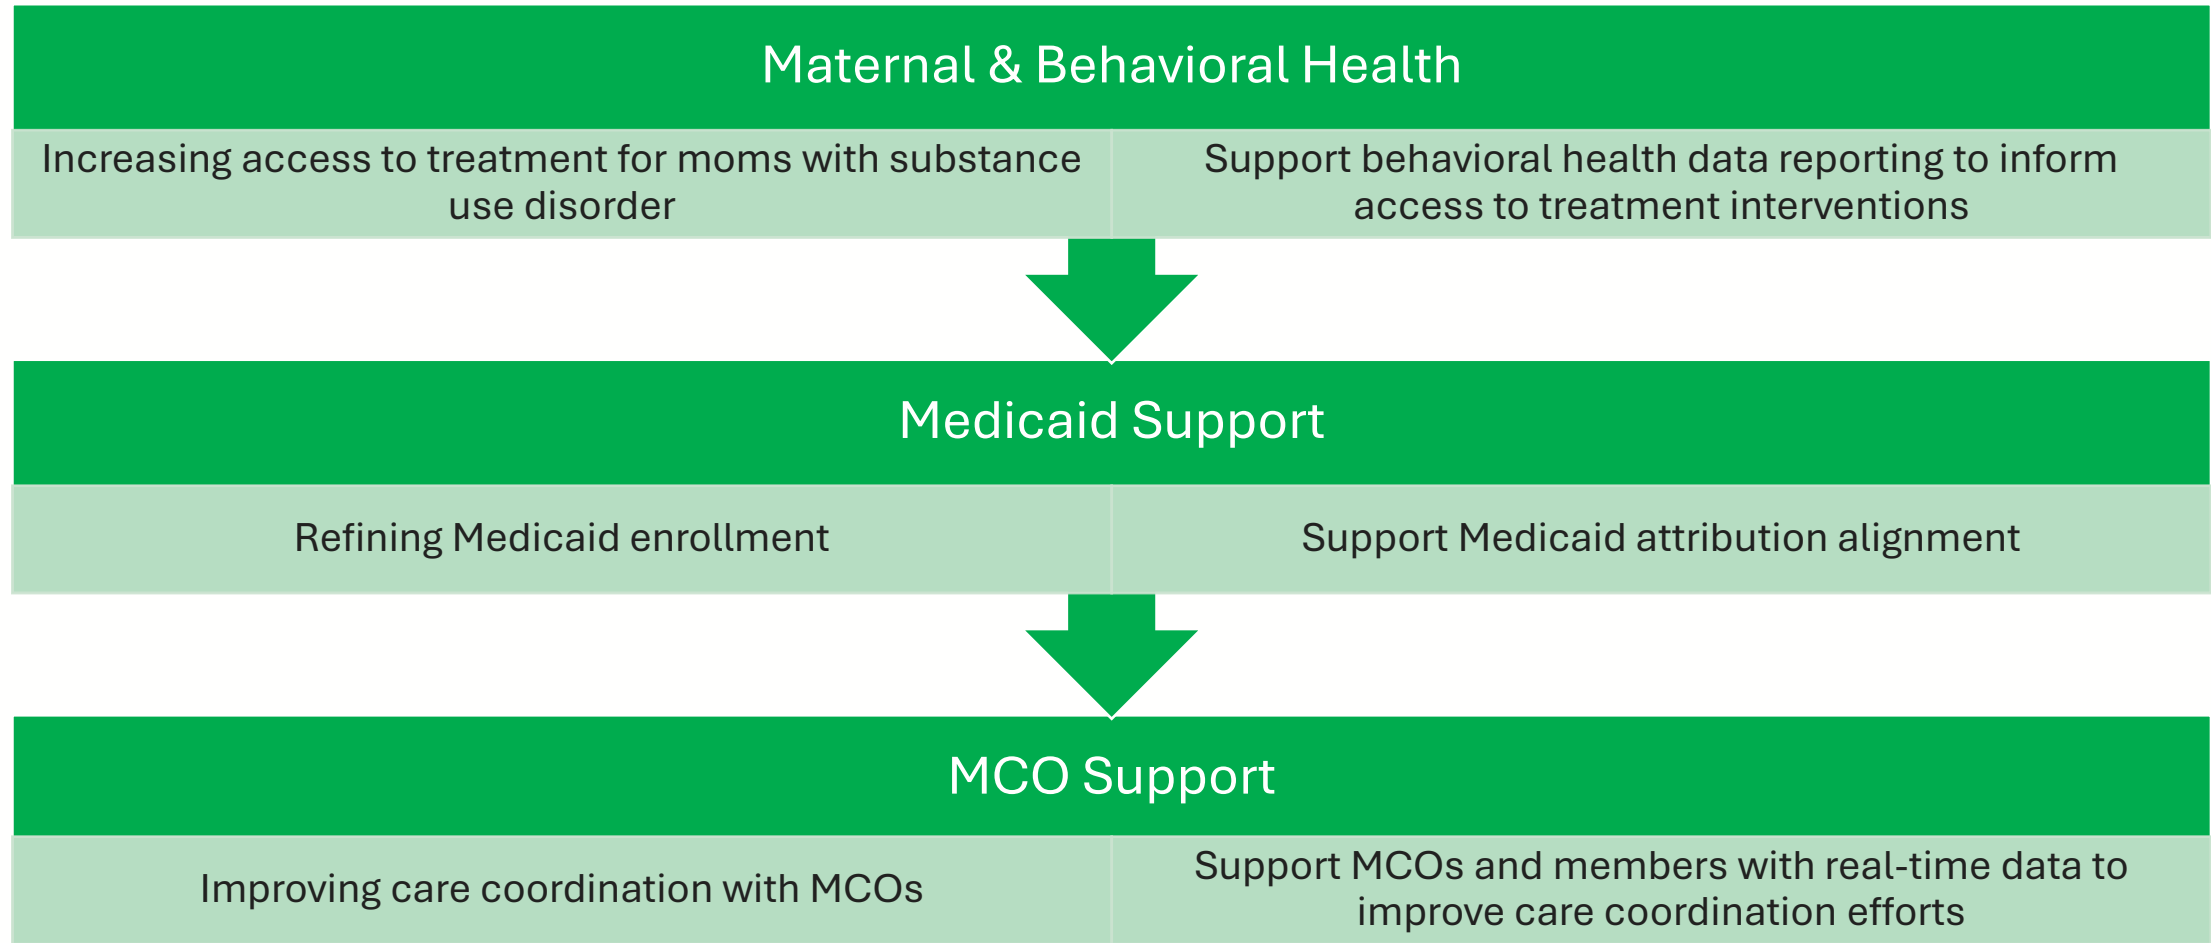 Maternal & Behavioral Health
Increasing access to treatment for moms with substance
use disorder
Support behavioral health data reporting to inform
access to treatment interventions
Medicaid Support
Refining Medicaid enrollment
Support Medicaid attribution alignment
MCO Support
Improving care coordination with MCOs
Support MCOs and members with real-time data to
improve care coordination efforts